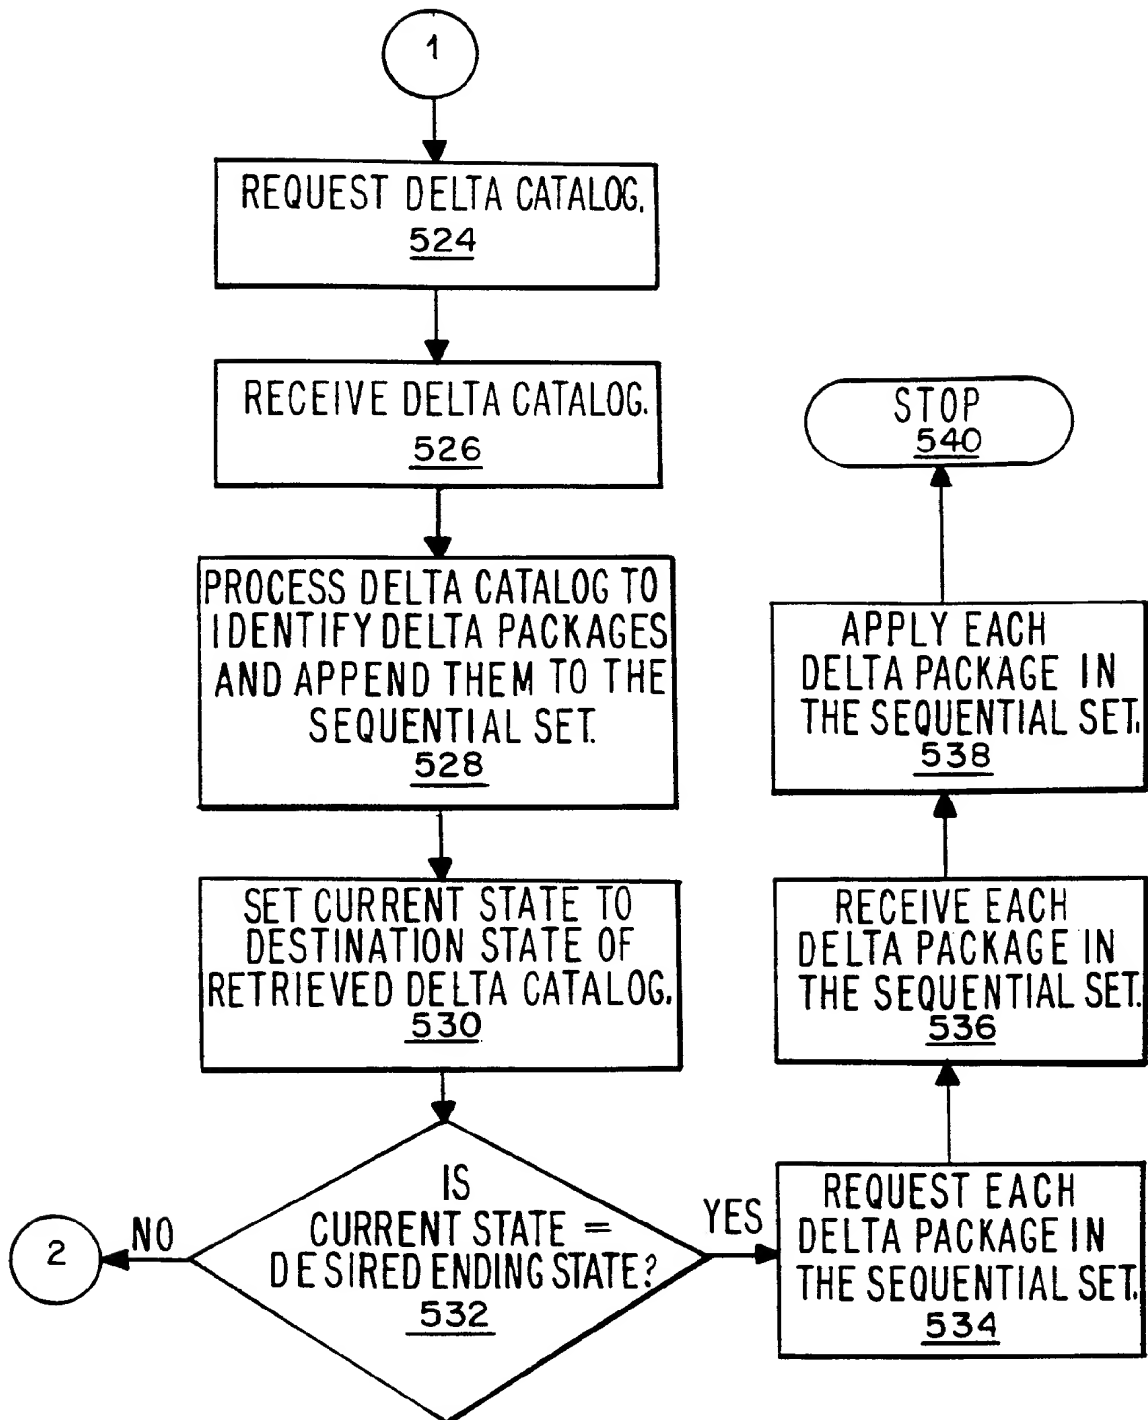 1
REQUEST DELTA CATALOG.
524
RECEIVE DELTA CATALOG.
526
PROCESS DELTA CATALOG TO
IDENTIFY DELTA PACKAGES
AND APPEND THEM TO THE
SEQUENTIAL SET.
528
SET CURRENT STATE TO
DESTINATION STATE OF
RETRIEVED DELTA CATALOG.
530
IS
CURRENT STATE =
DESIRED ENDING STATE?
532
NO
2
YES
REQUEST EACH
DELTA PACKAGE IN
THE SEQUENTIAL SET.
534
RECEIVE EACH
DELTA PACKAGE IN
THE SEQUENTIAL SET.
536
APPLY EACH
DELTA PACKAGE IN
THE SEQUENTIAL SET.
538
STOP
540